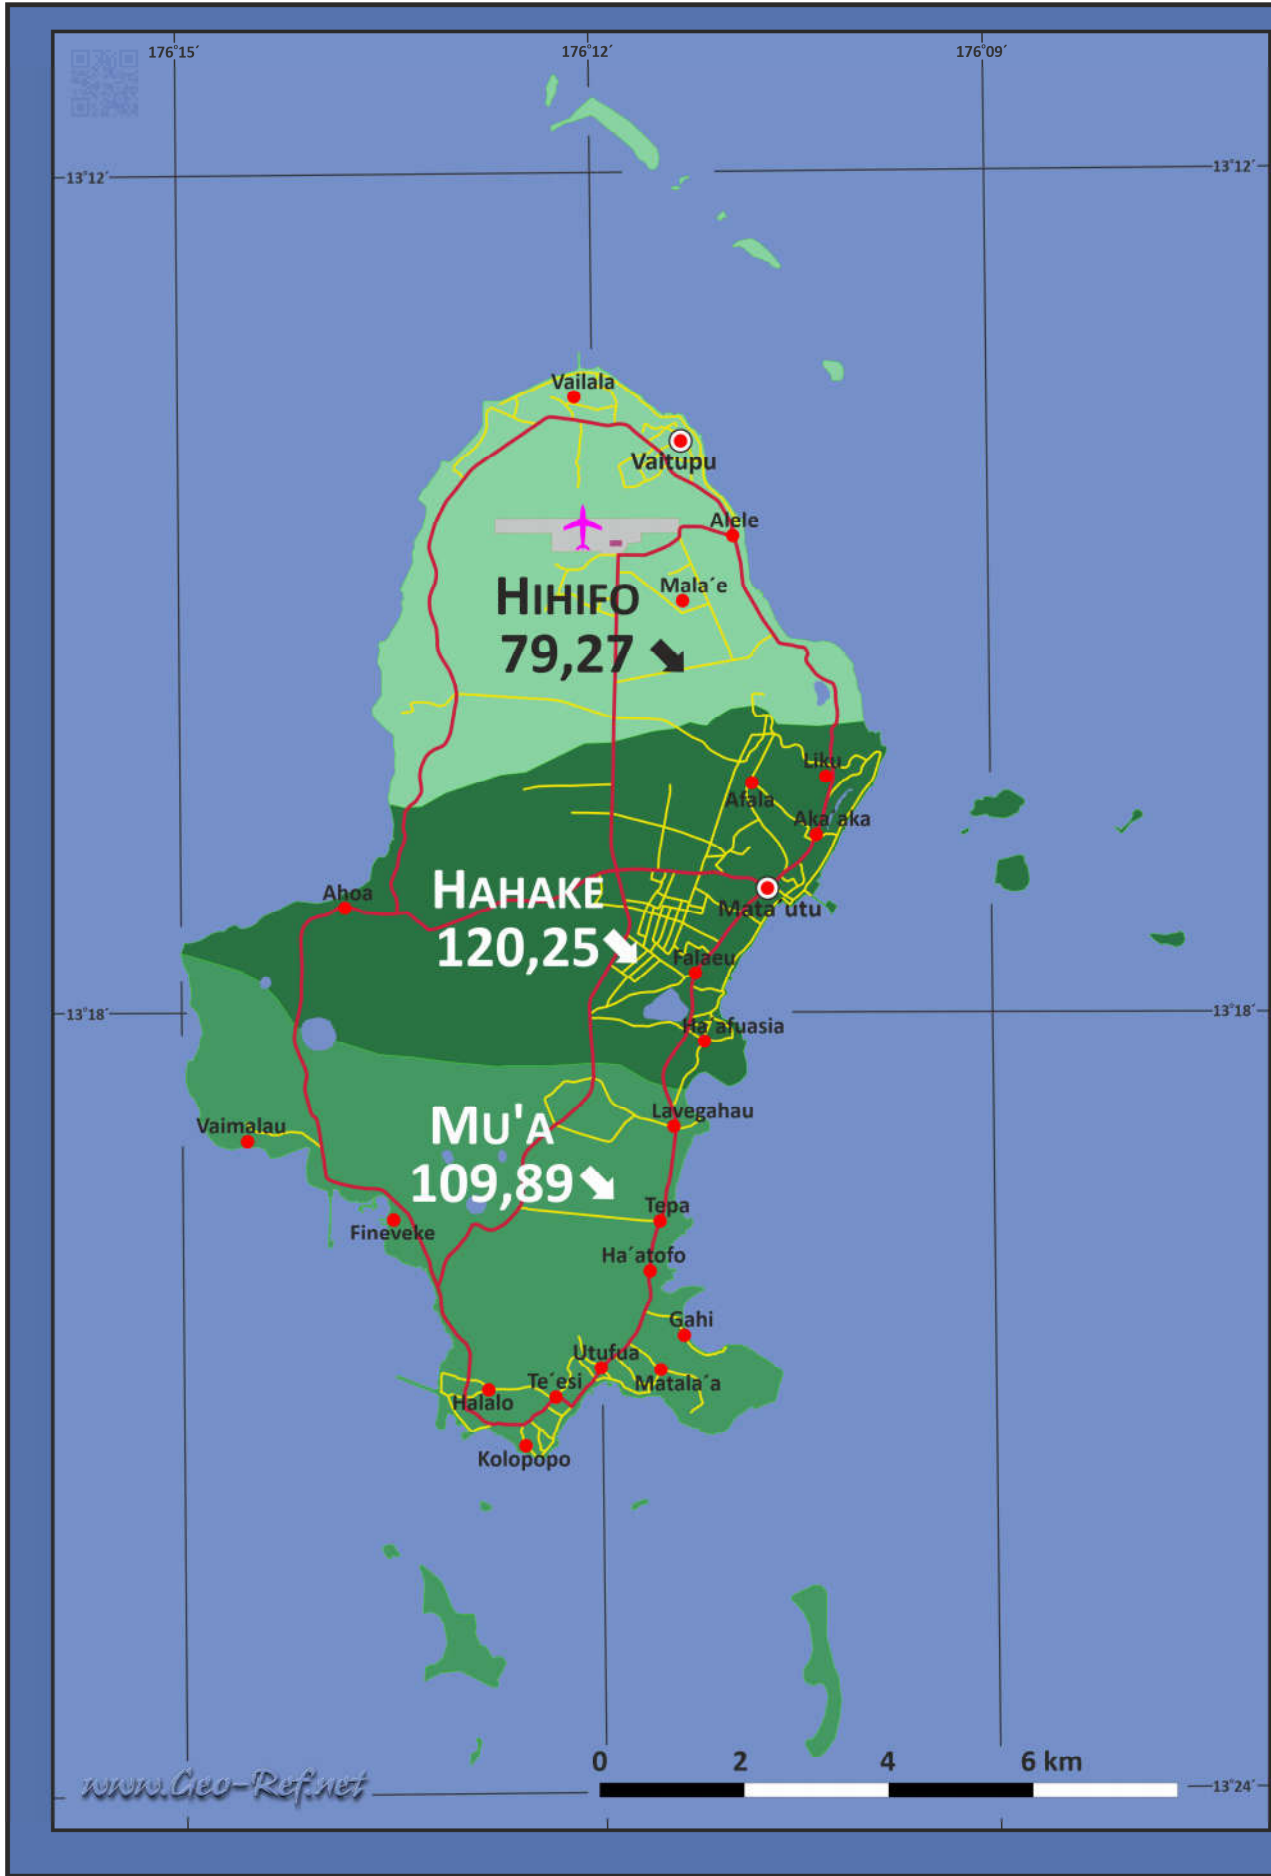 176°15´
176°12´
176°09´
13°12´
13°12´
Vailala
Vaitupu
Alele
Mala´e
HIHIFO
79,27
Liku
Afala
Aka´aka
Ahoa
HAHAKE
Mata´utu
120,25
Falaeu
13°18´
13°18´
Ha´afuasia
Lavegahau
MU'A
Vaimalau
109,89
Tepa
Fineveke
Ha´atofo
Gahi
Utufua
Te´esi
Matala´a
Halalo
Kolopopo
0 2 4 6 km
www.Geo-Ref.net
13°24´